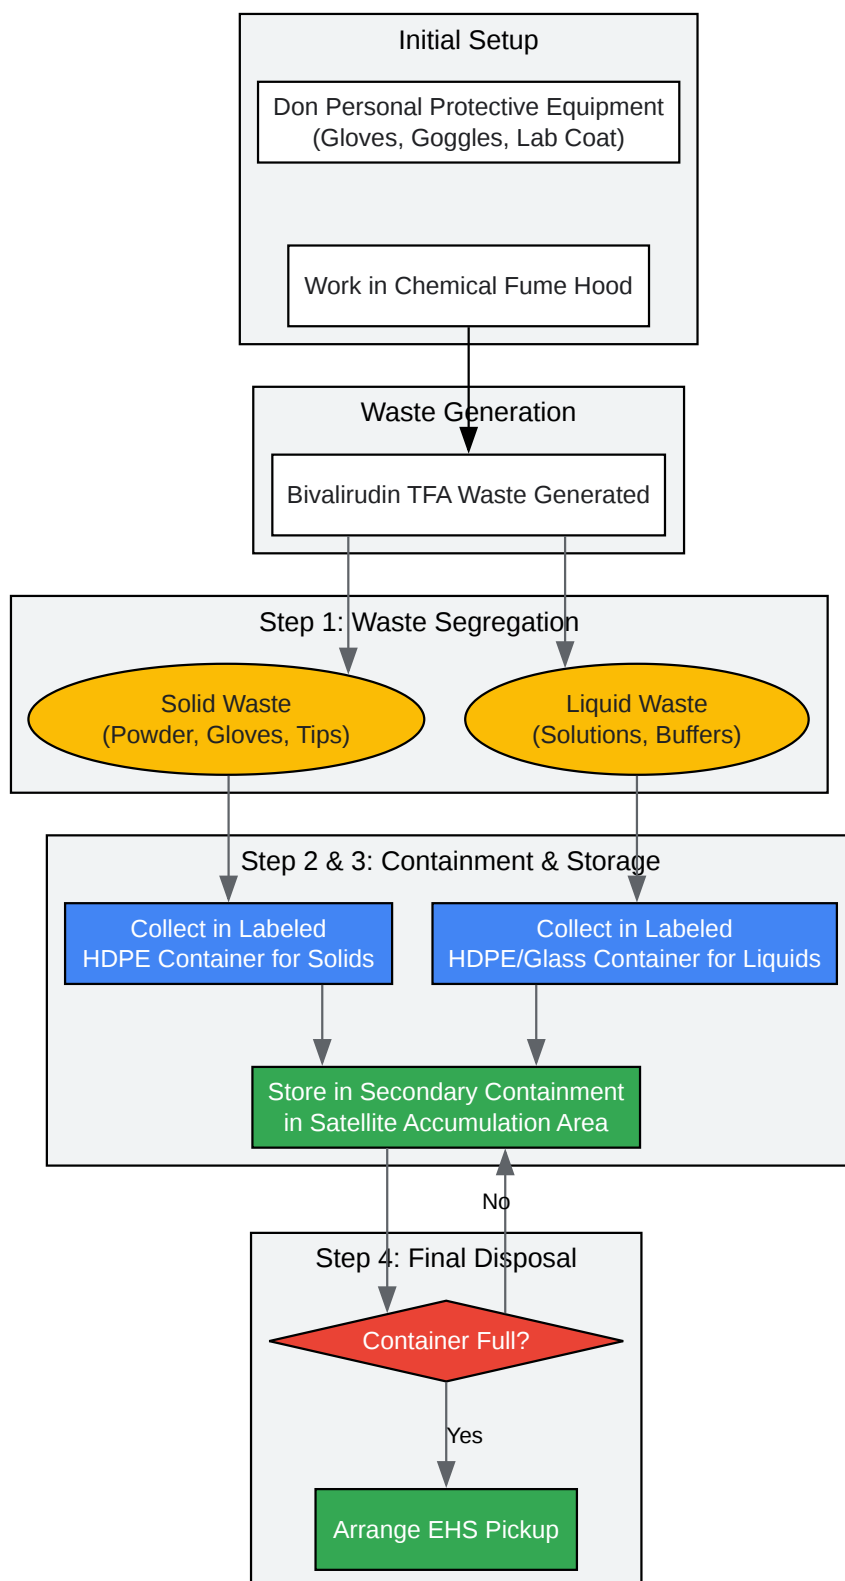 Initial Setup
Don Personal Protective Equipment
(Gloves, Goggles, Lab Coat)
Work in Chemical Fume Hood
Waste Generation
Bivalirudin TFA Waste Generated
Step 1: Waste Segregation
Solid Waste
(Powder, Gloves, Tips)
Liquid Waste
(Solutions, Buffers)
Step 2 & 3: Containment & Storage
Collect in Labeled
HDPE Container for Solids
Collect in Labeled
HDPE/Glass Container for Liquids
Store in Secondary Containment
in Satellite Accumulation Area
No
Step 4: Final Disposal
Container Full?
Yes
Arrange EHS Pickup